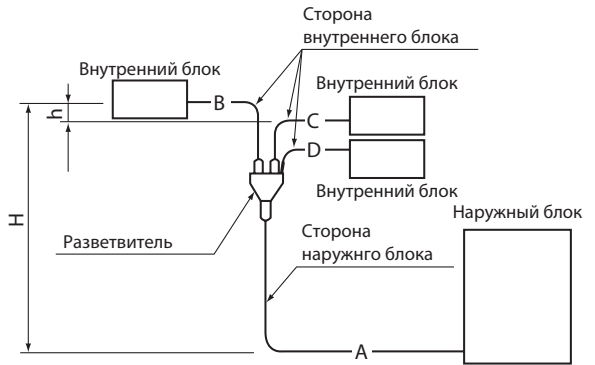 Сторона
внутреннего блока
Внутренний блок
B
h
Внутренний блок
C
D
Внутренний блок
H
Разветвитель
Сторона
наружнго блока
Наружный блок
A